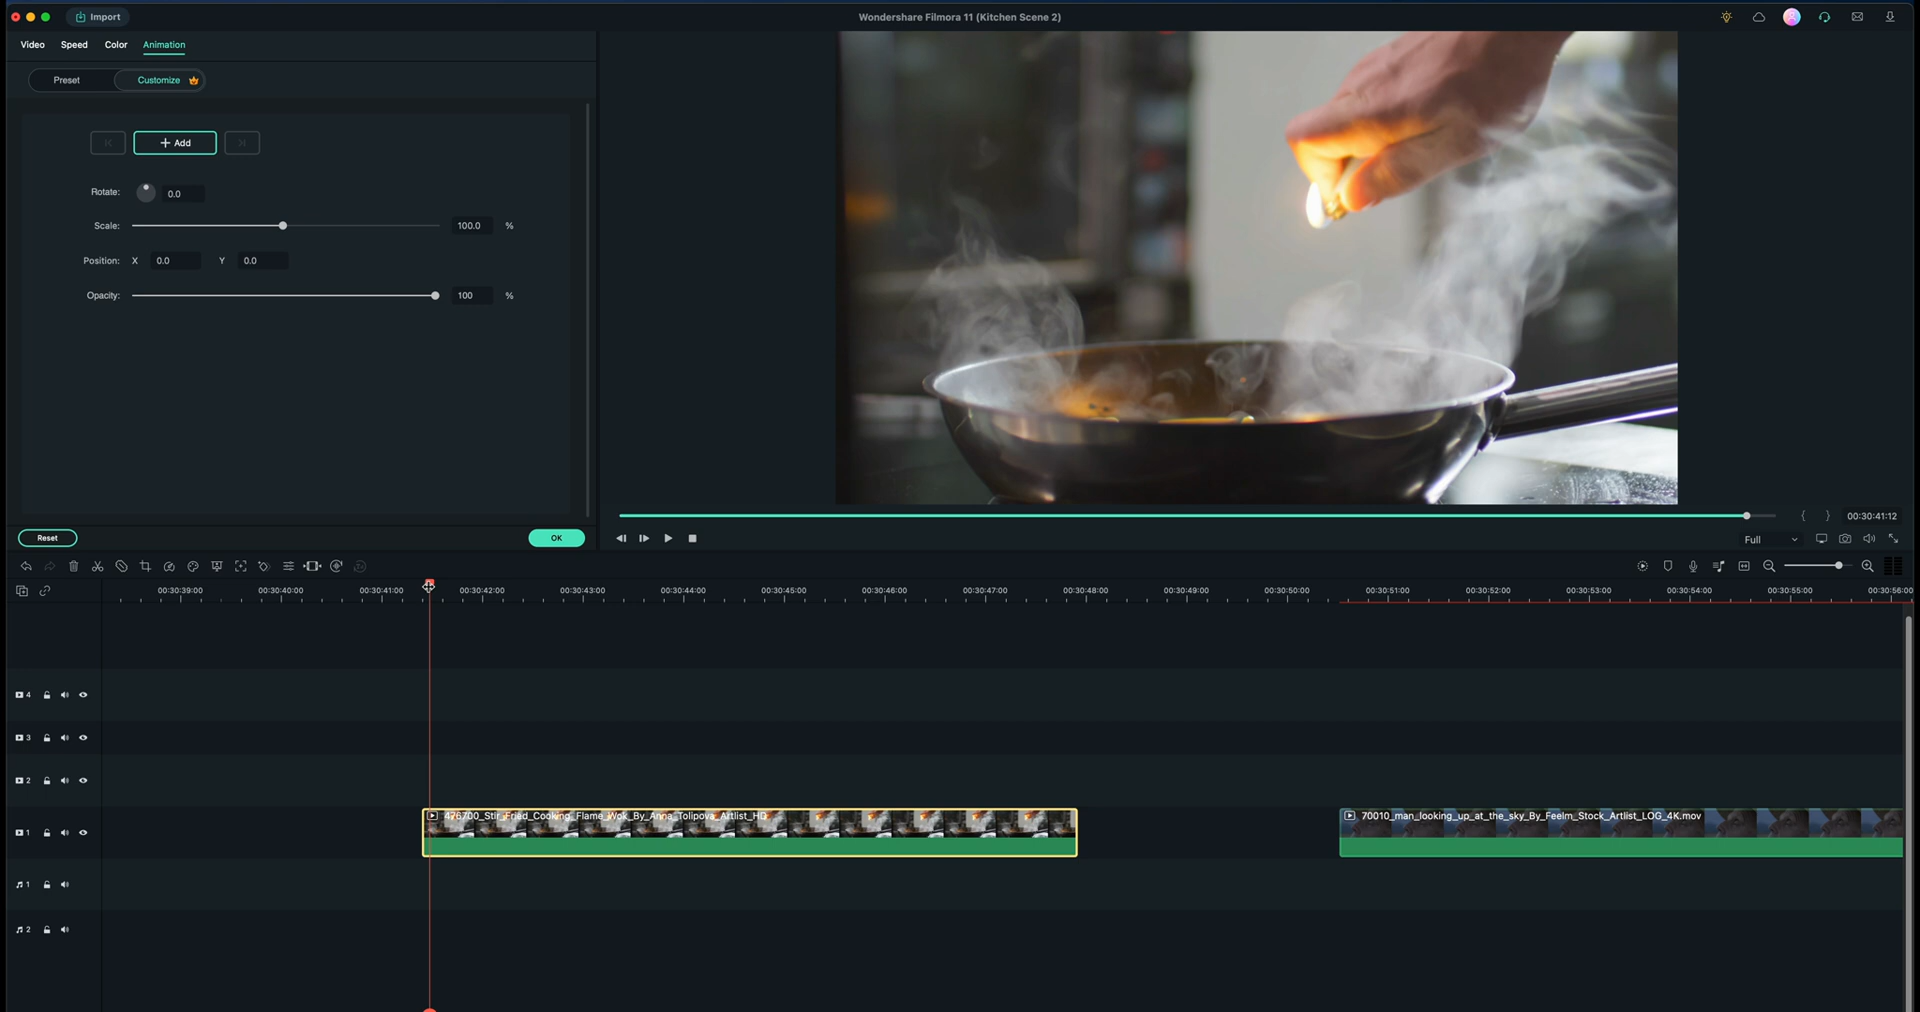 Import
Wondershare Filmora 11 (Kitchen Scene 2)
Video Speed Color Animation
Preset Customize
Add
Rotate: 0.0
Scale: 100.0 %
Position: X 0.0 Y 0.0
Opacity: 100 %
Reset OK
{ } 00:30:41:12
Full
00:30:39:00 00:30:40:00 00:30:41:00 00:30:42:00 00:30:43:00 00:30:44:00 00:30:45:00 00:30:46:00 00:30:47:00 00:30:48:00 00:30:49:00 00:30:50:00 00:30:51:00 00:30:52:00 00:30:53:00 00:30:54:00 00:30:55:00 00:30:56:00
4
3
2
1
476700_Stir_Fried_Cooking_Flame_Wok_By_Anna_Tolipova_Artlist_HD
70010_man_looking_up_at_the_sky_By_Feelm_Stock_Artlist_LOG_4K.mov
1
2